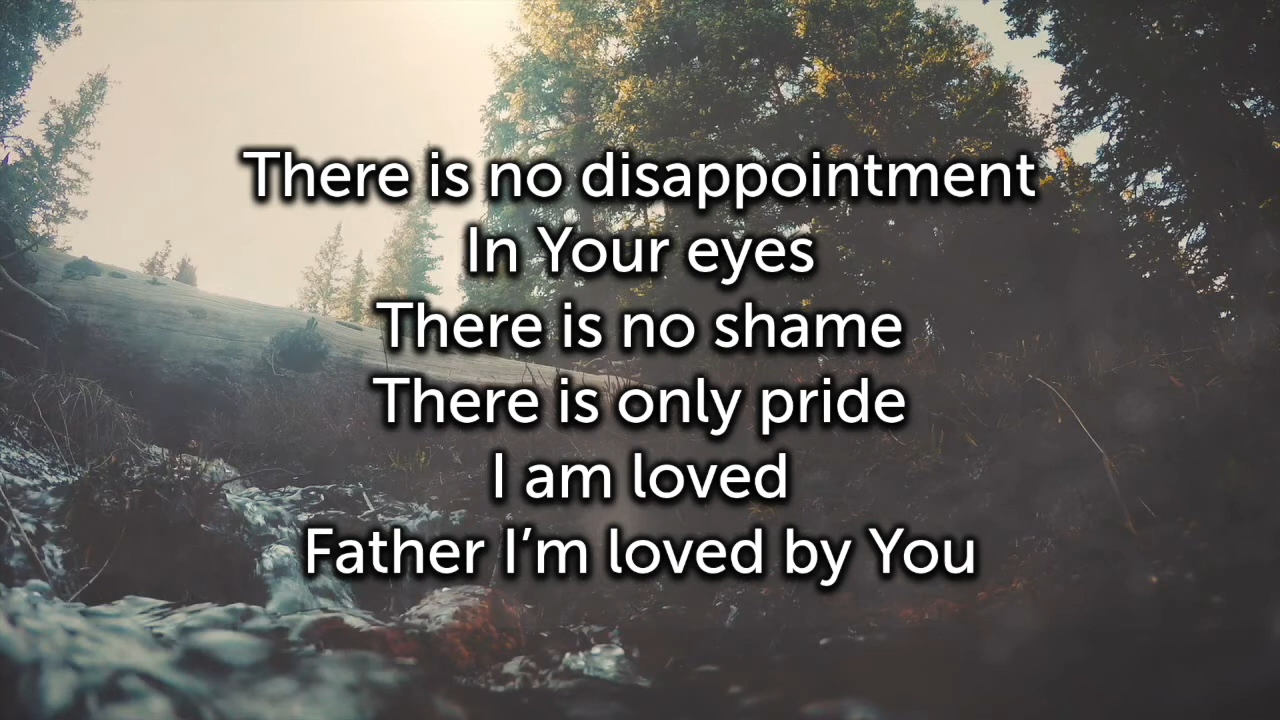 There is no disappointment
In Your eyes
There is no shame
There is only pride
I am loved
Father I’m loved by You